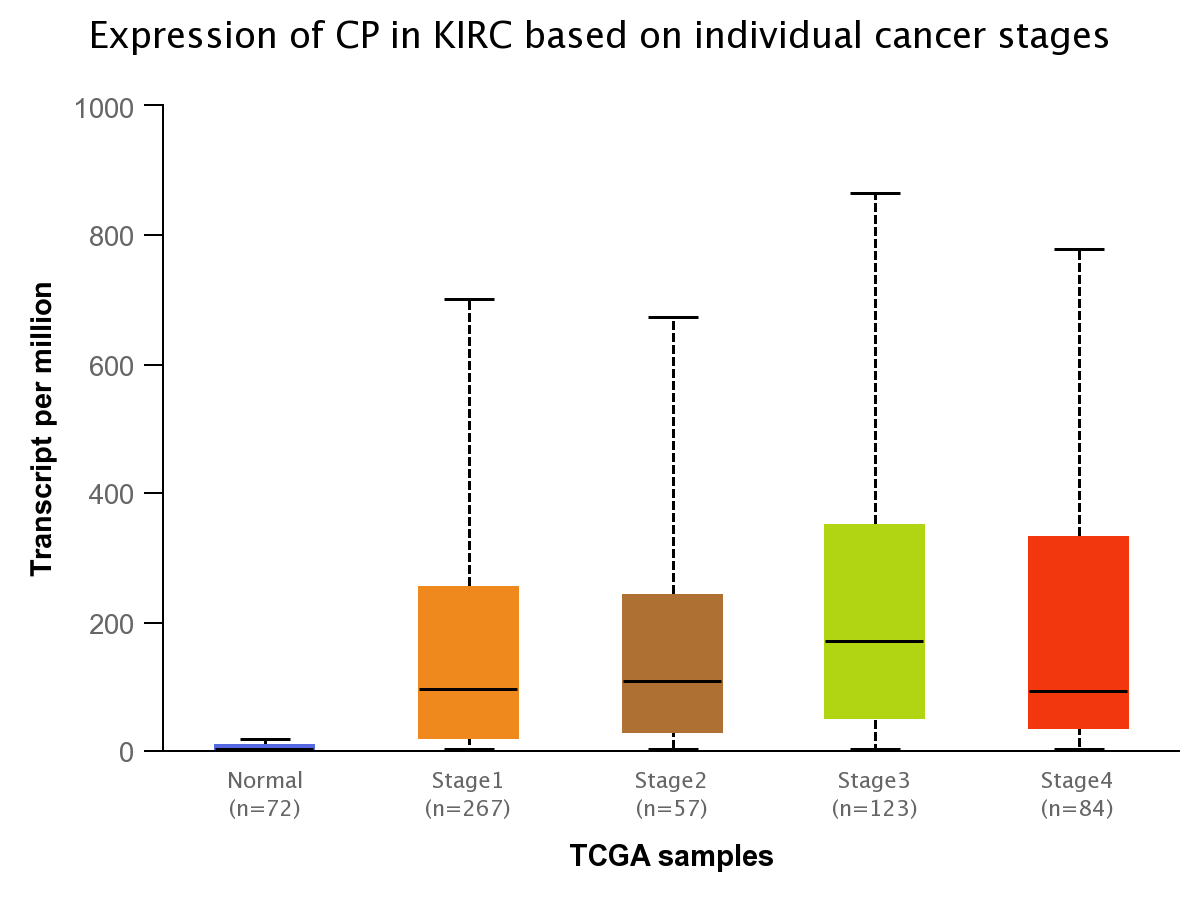 Expression of CP in KIRC based on individual cancer stages
1000
800
600
400
200
0
Transcript per million
Normal
(n=72)
Stage1
(n=267)
Stage2
(n=57)
Stage3
(n=123)
Stage4
(n=84)
TCGA samples